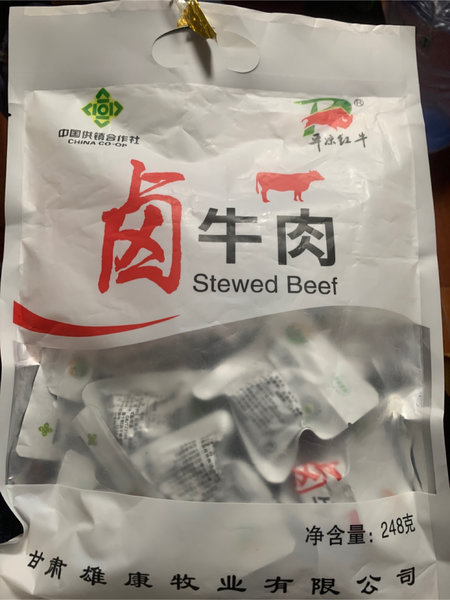 中国供销合作社
CHINA CO-OP
®
平凉红牛
卤牛肉
Stewed Beef
卤
净含量：248克
甘肃雄康牧业有限公司